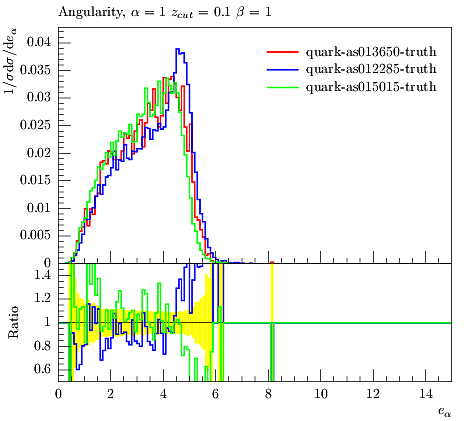 Angularity, α = 1 z_cut = 0.1 β = 1
1/σ dσ/de_α
0.04
0.035
0.03
0.025
0.02
0.015
0.01
0.005
0
quark-as013650-truth
quark-as012285-truth
quark-as015015-truth
Ratio
1.4
1.2
1
0.8
0.6
0 2 4 6 8 10 12 14
e_α